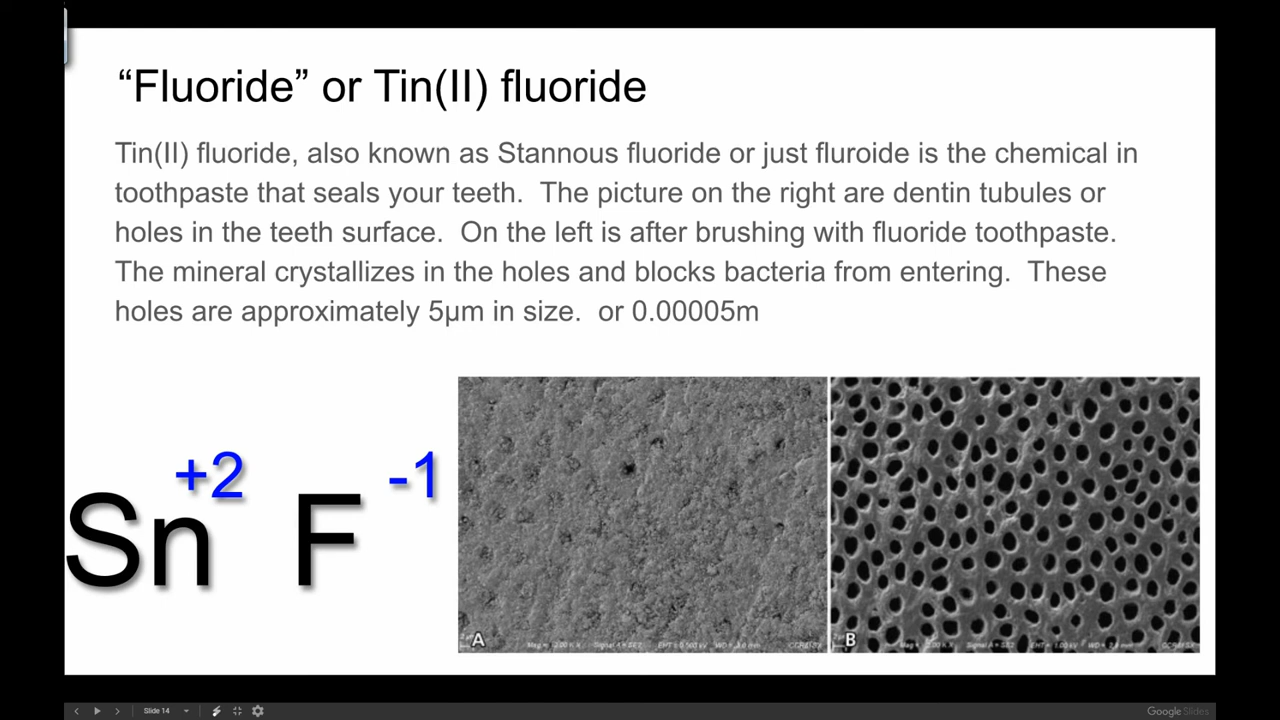 “Fluoride” or Tin(II) fluoride
Tin(II) fluoride, also known as Stannous fluoride or just fluroide is the chemical in
toothpaste that seals your teeth.  The picture on the right are dentin tubules or
holes in the teeth surface.  On the left is after brushing with fluoride toothpaste.
The mineral crystallizes in the holes and blocks bacteria from entering.  These
holes are approximately 5µm in size.  or 0.00005m
+2 -1
Sn F
A
B
Slide 14
Google Slides